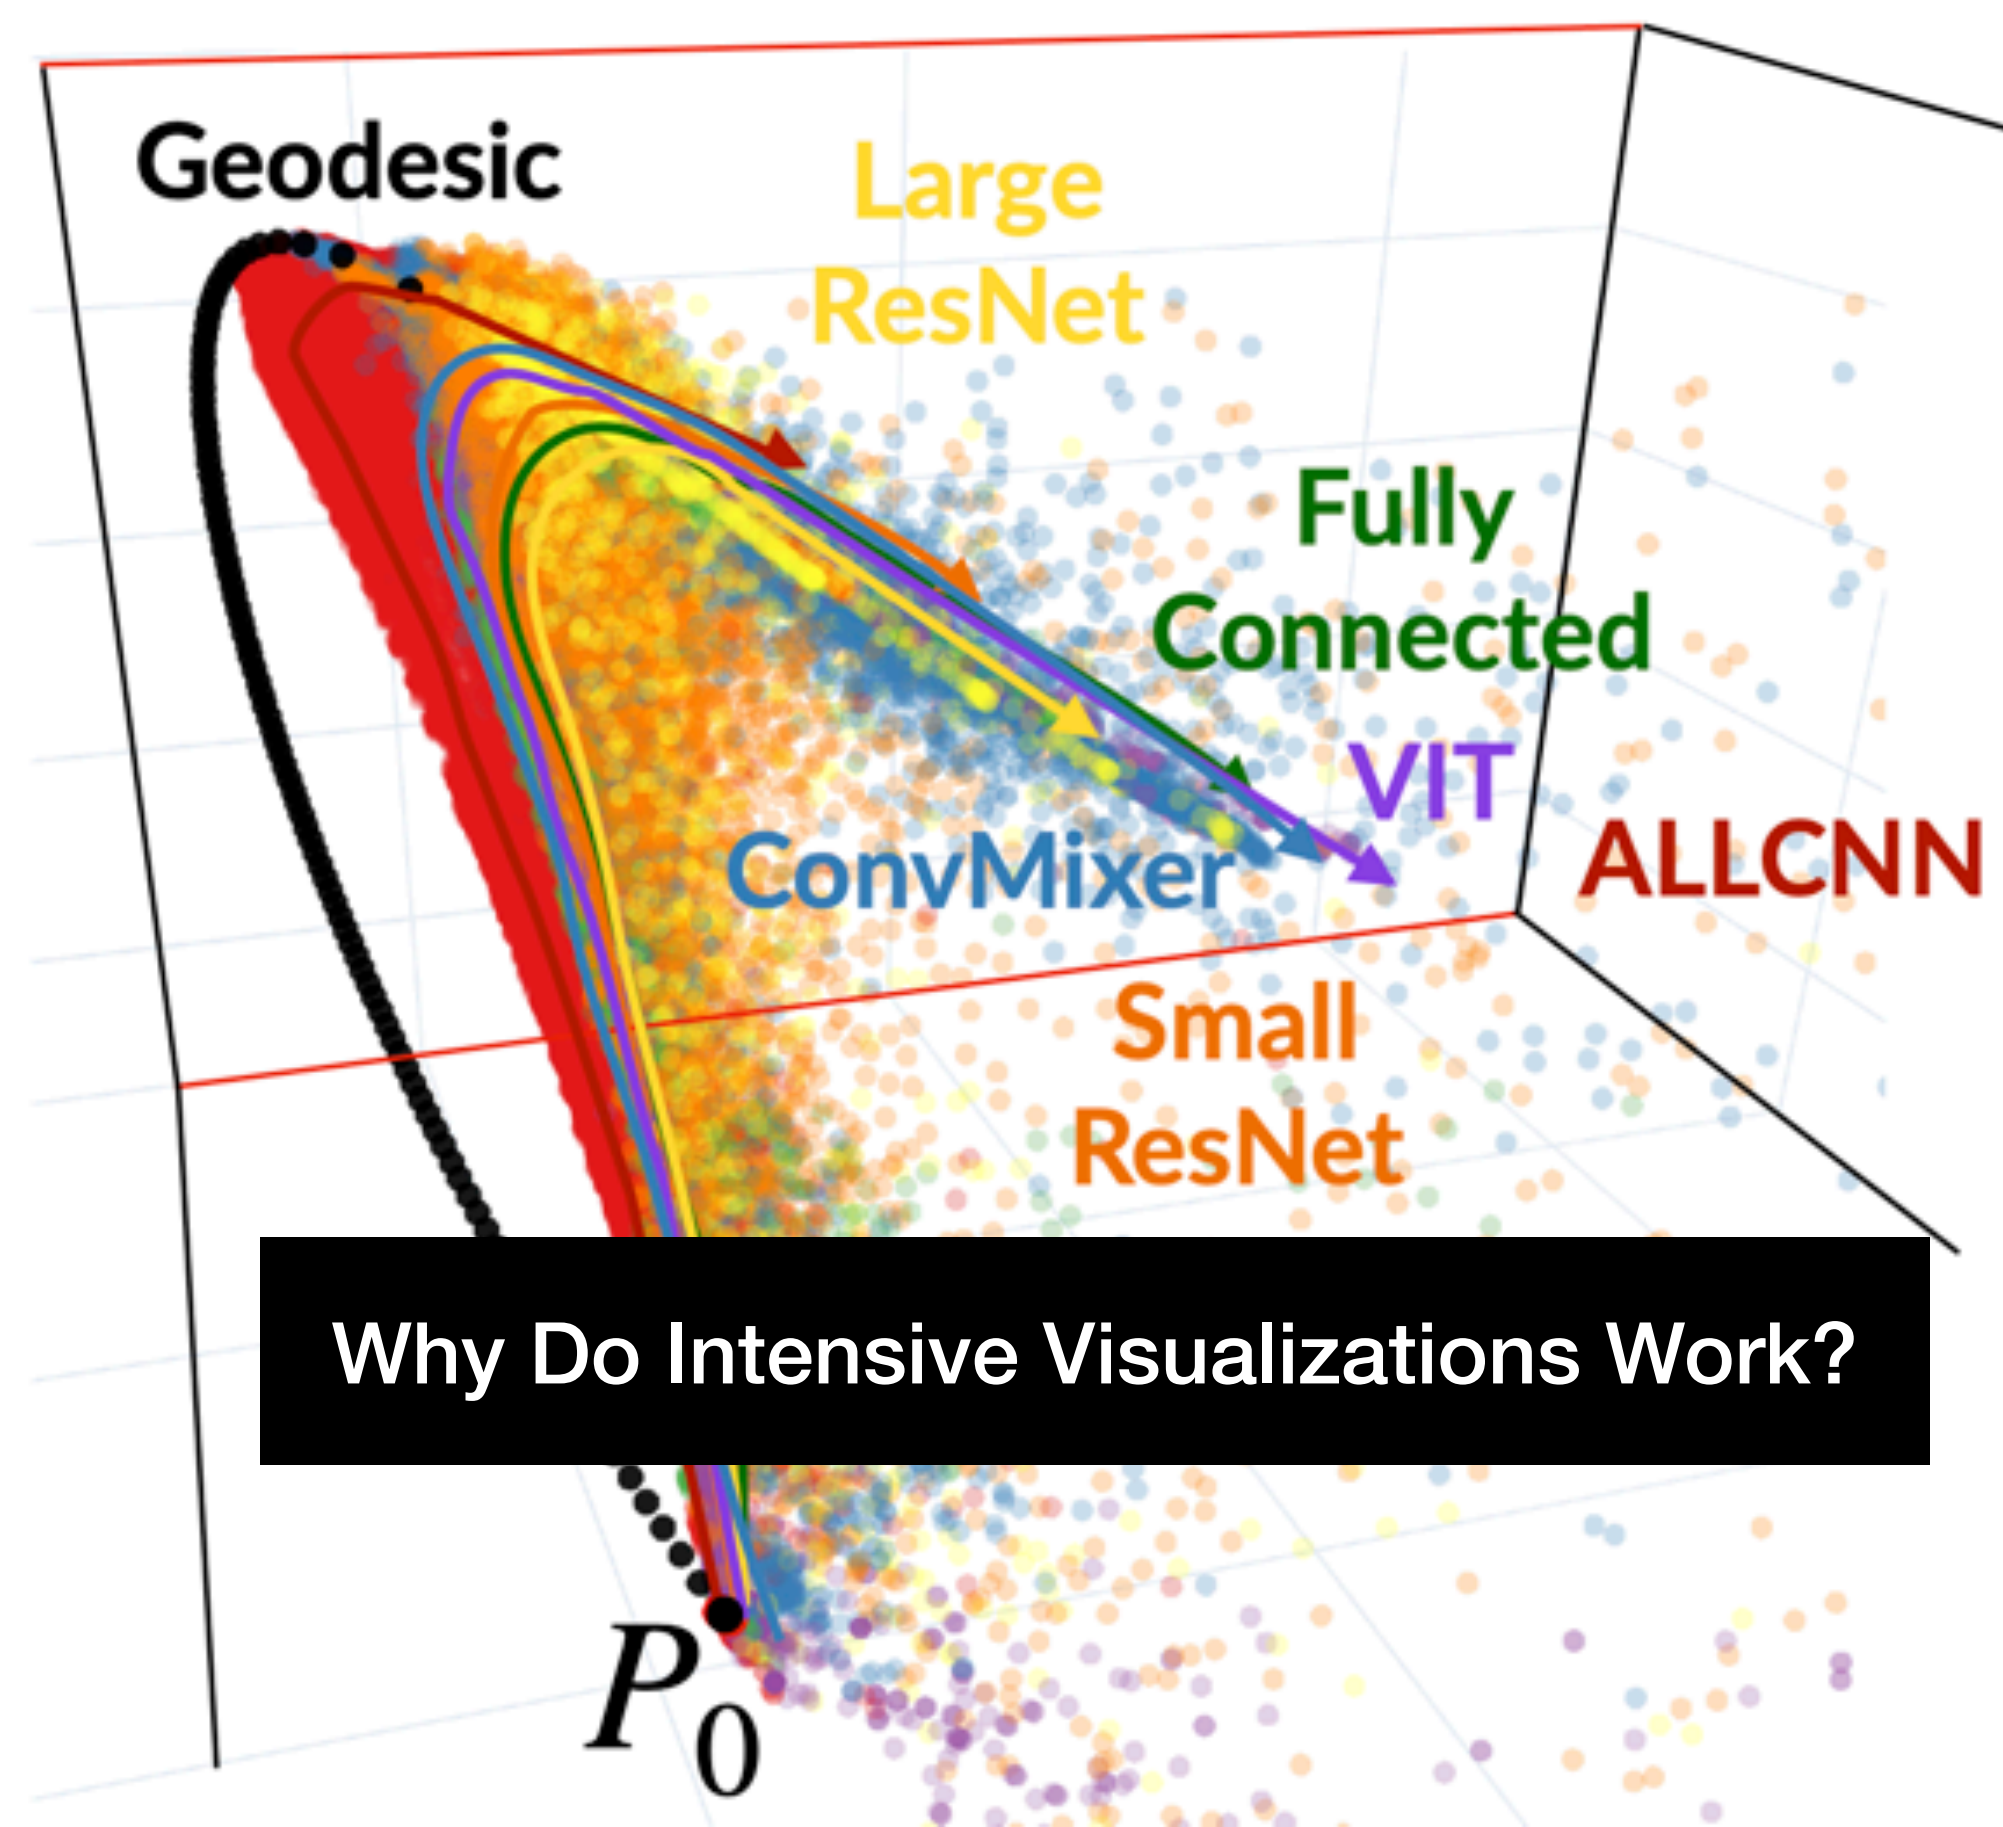 Geodesic
Large
ResNet
Fully
Connected
VIT
ALLCNN
ConvMixer
Small
ResNet
Why Do Intensive Visualizations Work?
P0